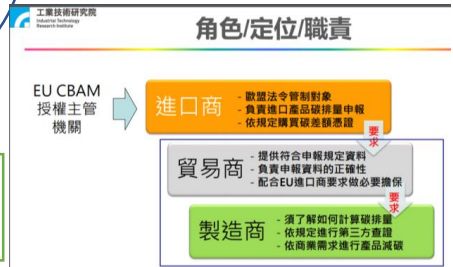 工業技術研究院
Industrial Technology
Research Institute
角色/定位/職責
EU CBAM
授權主管
機關
進口商
- 歐盟法令管制對象
- 負責進口產品碳排量申報
- 依規定購買碳差額憑證
要求
貿易商
- 提供符合申報規定資料
- 負責申報資料的正確性
- 配合EU進口商要求做必要擔保
要求
製造商
- 須了解如何計算碳排量
- 依規定進行第三方查證
- 依商業需求進行產品減碳